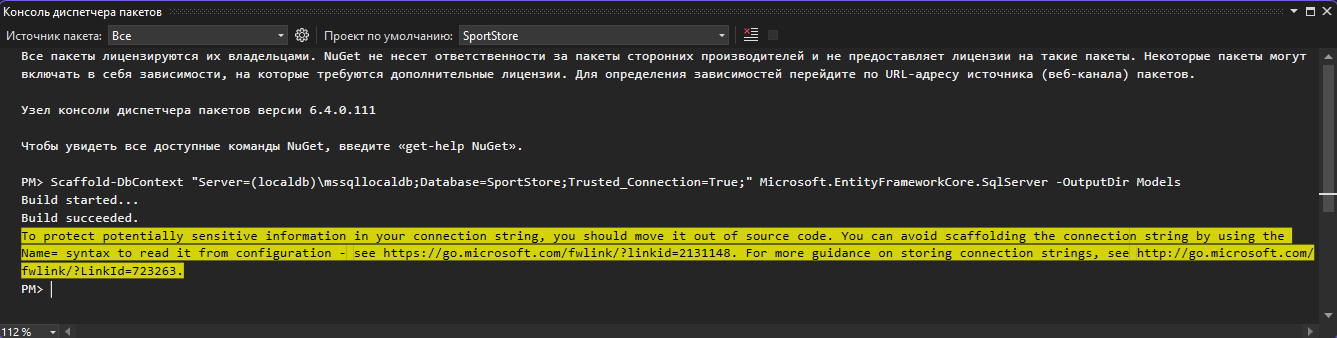 Консоль диспетчера пакетов
Источник пакета: Все Проект по умолчанию: SportStore
Все пакеты лицензируются их владельцами. NuGet не несет ответственности за пакеты сторонних производителей и не предоставляет лицензии на такие пакеты. Некоторые пакеты могут
включать в себя зависимости, на которые требуются дополнительные лицензии. Для определения зависимостей перейдите по URL-адресу источника (веб-канала) пакетов.
Узел консоли диспетчера пакетов версии 6.4.0.111
Чтобы увидеть все доступные команды NuGet, введите «get-help NuGet».
PM> Scaffold-DbContext "Server=(localdb)\mssqllocaldb;Database=SportStore;Trusted_Connection=True;" Microsoft.EntityFrameworkCore.SqlServer -OutputDir Models
Build started...
Build succeeded.
To protect potentially sensitive information in your connection string, you should move it out of source code. You can avoid scaffolding the connection string by using the
Name= syntax to read it from configuration - see https://go.microsoft.com/fwlink/?linkid=2131148. For more guidance on storing connection strings, see http://go.microsoft.com/
fwlink/?LinkId=723263.
PM>
112 %